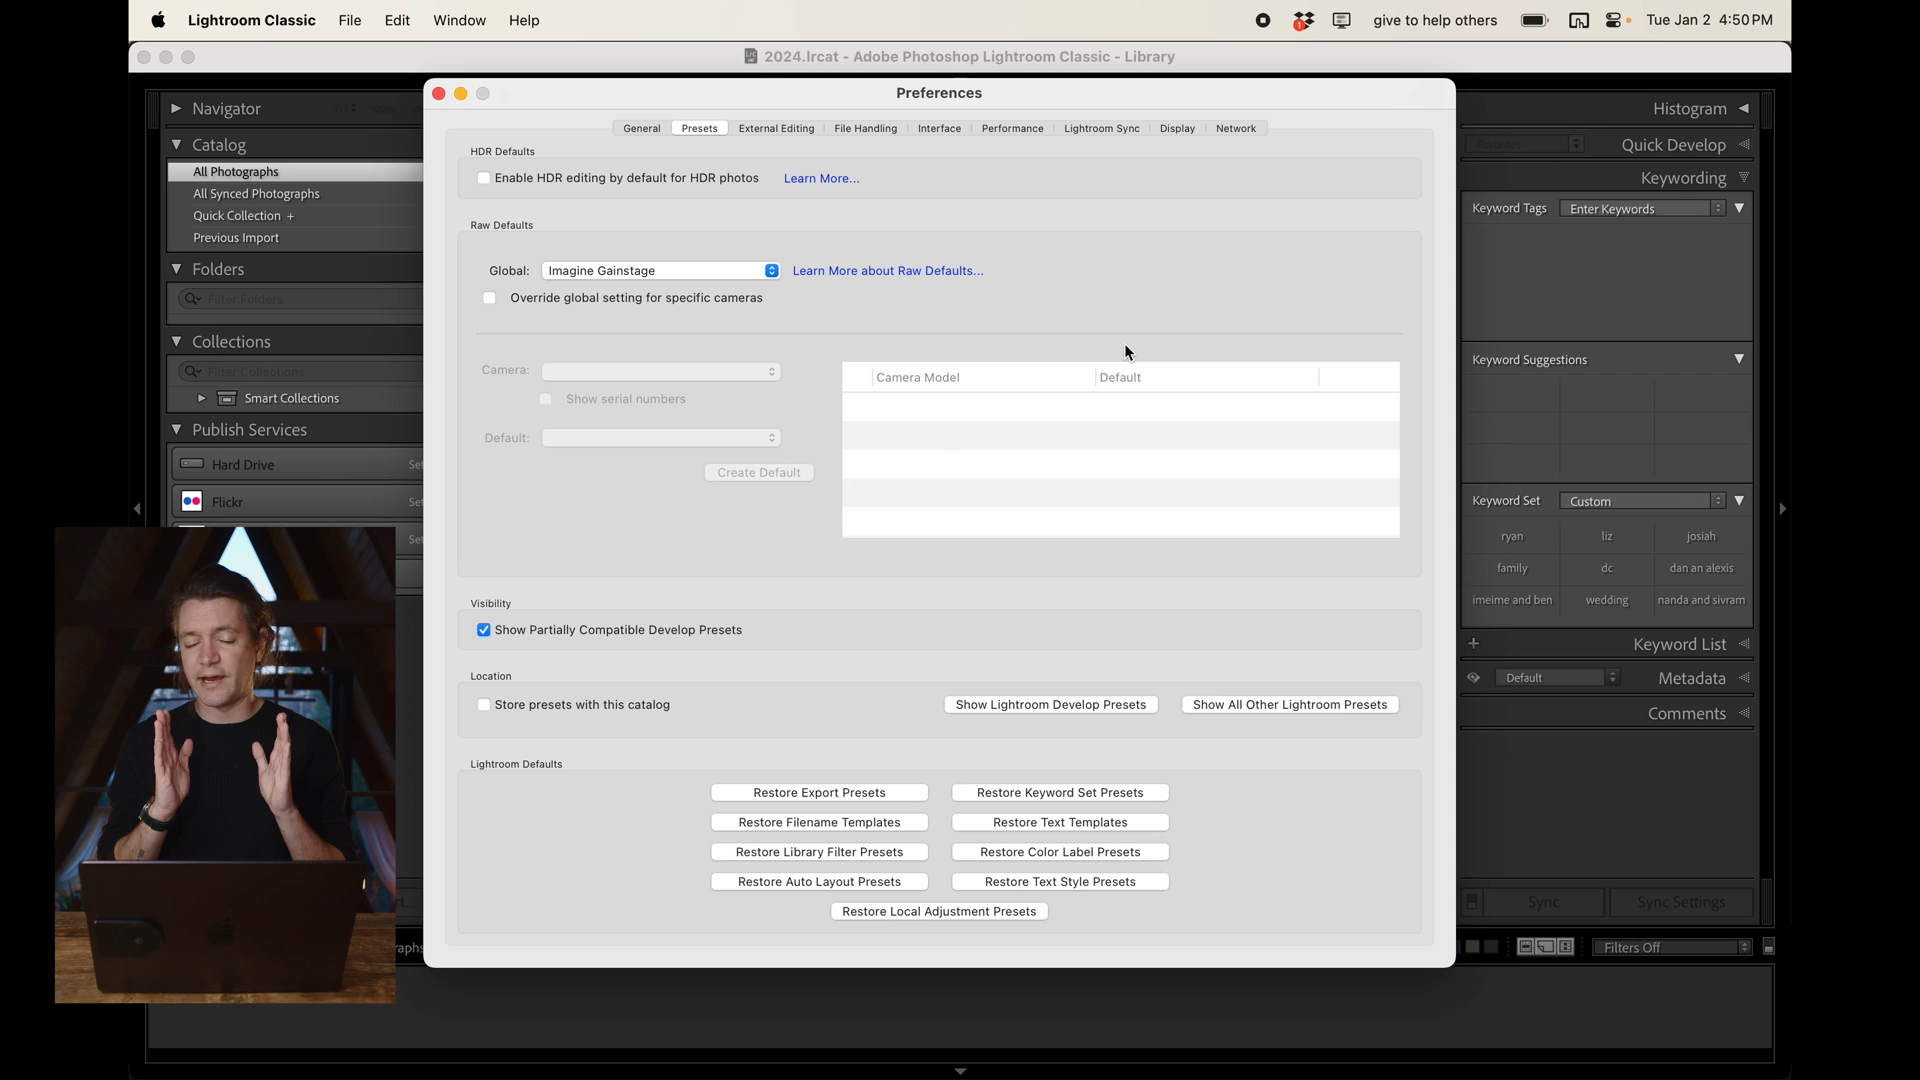 Lightroom Classic File Edit Window Help
1 give to help others Tue Jan 2 4:50 PM
Lrc
2024.lrcat - Adobe Photoshop Lightroom Classic - Library
Preferences
General Presets External Editing File Handling Interface Performance Lightroom Sync Display Network
HDR Defaults
Enable HDR editing by default for HDR photos Learn More...
Raw Defaults
Global: Imagine Gainstage Learn More about Raw Defaults...
Override global setting for specific cameras
Camera:
Show serial numbers
Default:
Create Default
Camera Model Default
Visibility
Show Partially Compatible Develop Presets
Location
Store presets with this catalog
Show Lightroom Develop Presets Show All Other Lightroom Presets
Lightroom Defaults
Restore Export Presets Restore Keyword Set Presets
Restore Filename Templates Restore Text Templates
Restore Library Filter Presets Restore Color Label Presets
Restore Auto Layout Presets Restore Text Style Presets
Restore Local Adjustment Presets
Navigator
Catalog
All Photographs
All Synced Photographs
Quick Collection +
Previous Import
Folders
Filter Folders
Collections
Filter Collections
Smart Collections
Publish Services
Hard Drive Set
Flickr Set
Set
raphs
Histogram
Favorites Quick Develop
Keywording
Keyword Tags Enter Keywords
Keyword Suggestions
Keyword Set Custom
ryan liz josiah
family dc dan an alexis
imeime and ben wedding nanda and sivram
+ Keyword List
Default Metadata
Comments
Sync Sync Settings
Filters Off